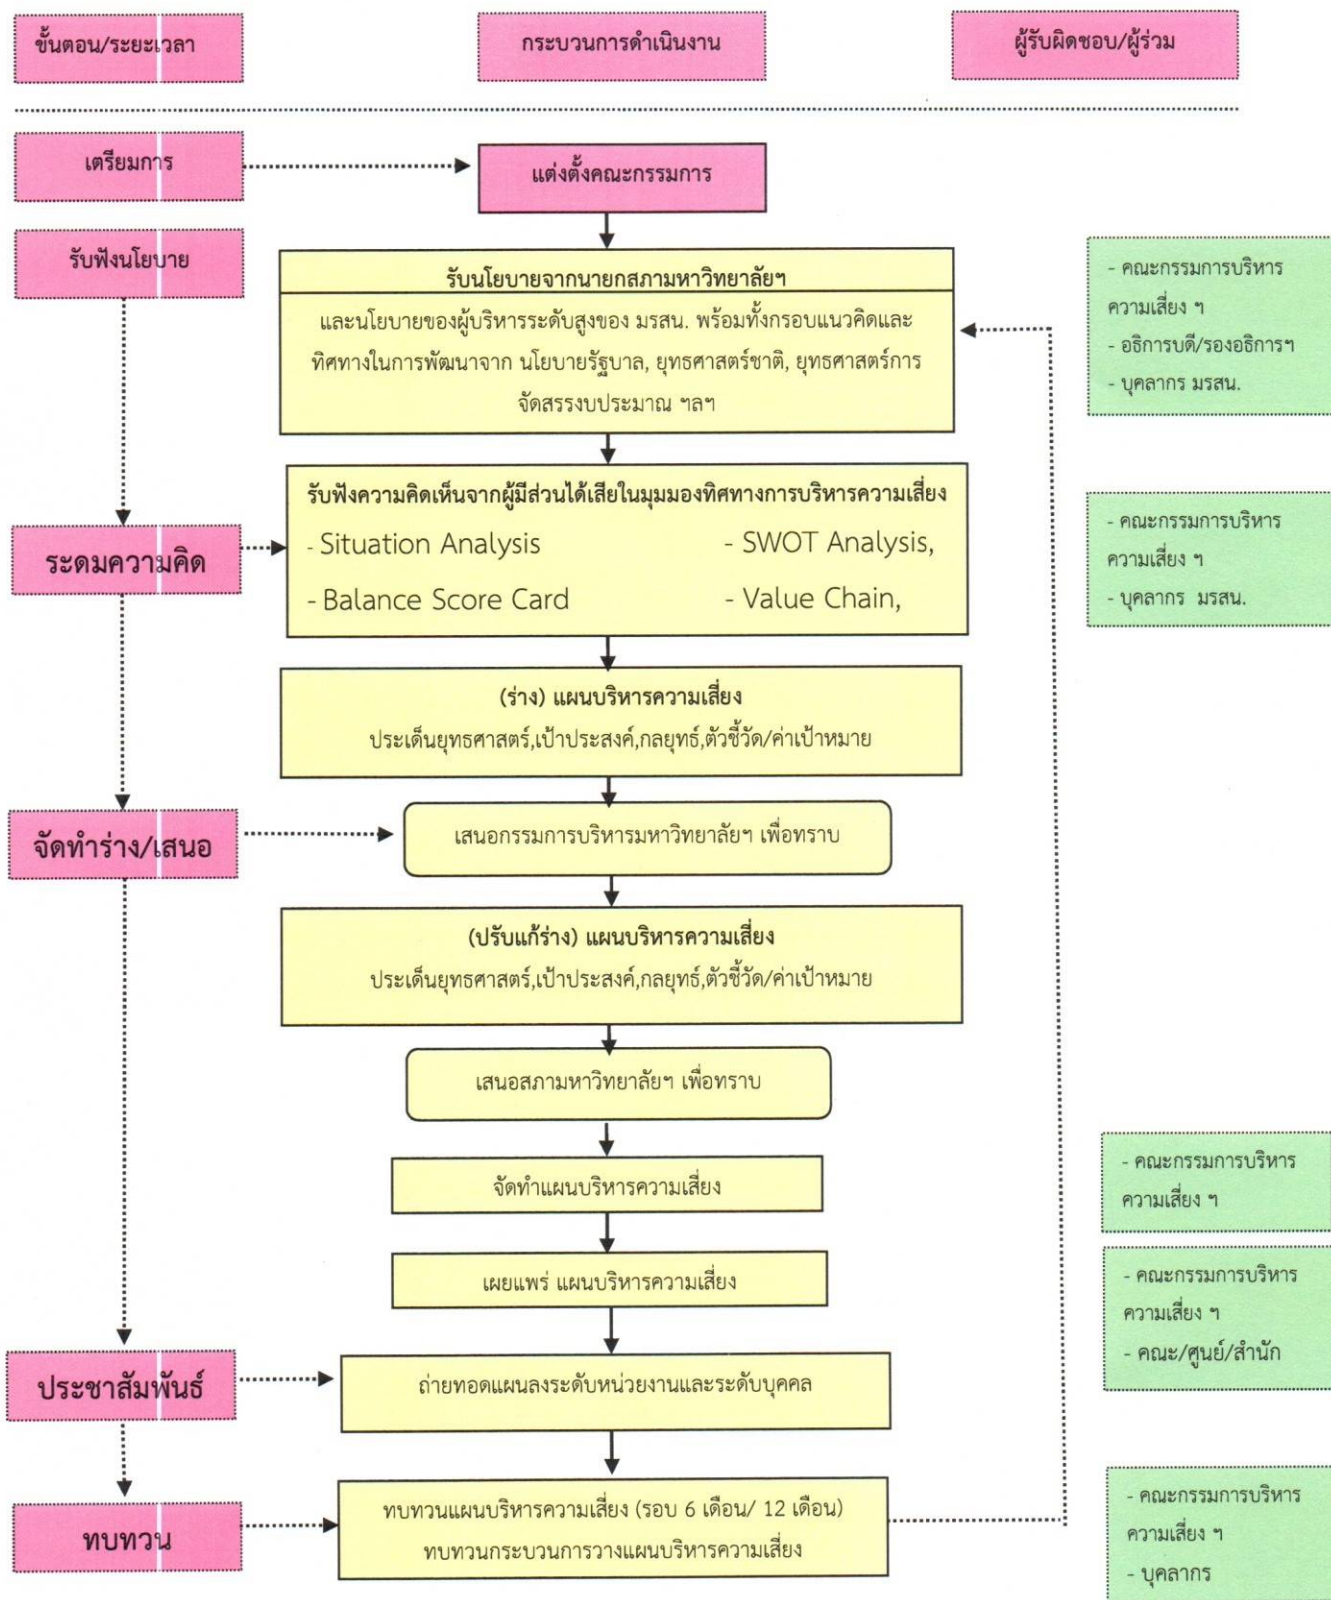 ขั้นตอน/ระยะเวลา
กระบวนการดำเนินงาน
ผู้รับผิดชอบ/ผู้ร่วม
เตรียมการ
แต่งตั้งคณะกรรมการ
รับฟังนโยบาย
รับนโยบายจากนายกสภามหาวิทยาลัยฯ
และนโยบายของผู้บริหารระดับสูงของ มรสน. พร้อมทั้งกรอบแนวคิดและ
ทิศทางในการพัฒนาจาก นโยบายรัฐบาล, ยุทธศาสตร์ชาติ, ยุทธศาสตร์การ
จัดสรรงบประมาณ ฯลฯ
- คณะกรรมการบริหาร
ความเสี่ยง ฯ
- อธิการบดี/รองอธิการฯ
- บุคลากร มรสน.
ระดมความคิด
รับฟังความคิดเห็นจากผู้มีส่วนได้เสียในมุมมองทิศทางการบริหารความเสี่ยง
- Situation Analysis - SWOT Analysis,
- Balance Score Card - Value Chain,
- คณะกรรมการบริหาร
ความเสี่ยง ฯ
- บุคลากร มรสน.
(ร่าง) แผนบริหารความเสี่ยง
ประเด็นยุทธศาสตร์,เป้าประสงค์,กลยุทธ์,ตัวชี้วัด/ค่าเป้าหมาย
จัดทำร่าง/เสนอ
เสนอกรรมการบริหารมหาวิทยาลัยฯ เพื่อทราบ
(ปรับแก้ร่าง) แผนบริหารความเสี่ยง
ประเด็นยุทธศาสตร์,เป้าประสงค์,กลยุทธ์,ตัวชี้วัด/ค่าเป้าหมาย
เสนอสภามหาวิทยาลัยฯ เพื่อทราบ
จัดทำแผนบริหารความเสี่ยง
- คณะกรรมการบริหาร
ความเสี่ยง ฯ
เผยแพร่ แผนบริหารความเสี่ยง
- คณะกรรมการบริหาร
ความเสี่ยง ฯ
- คณะ/ศูนย์/สำนัก
ประชาสัมพันธ์
ถ่ายทอดแผนลงระดับหน่วยงานและระดับบุคคล
ทบทวน
ทบทวนแผนบริหารความเสี่ยง (รอบ 6 เดือน/ 12 เดือน)
ทบทวนกระบวนการวางแผนบริหารความเสี่ยง
- คณะกรรมการบริหาร
ความเสี่ยง ฯ
- บุคลากร